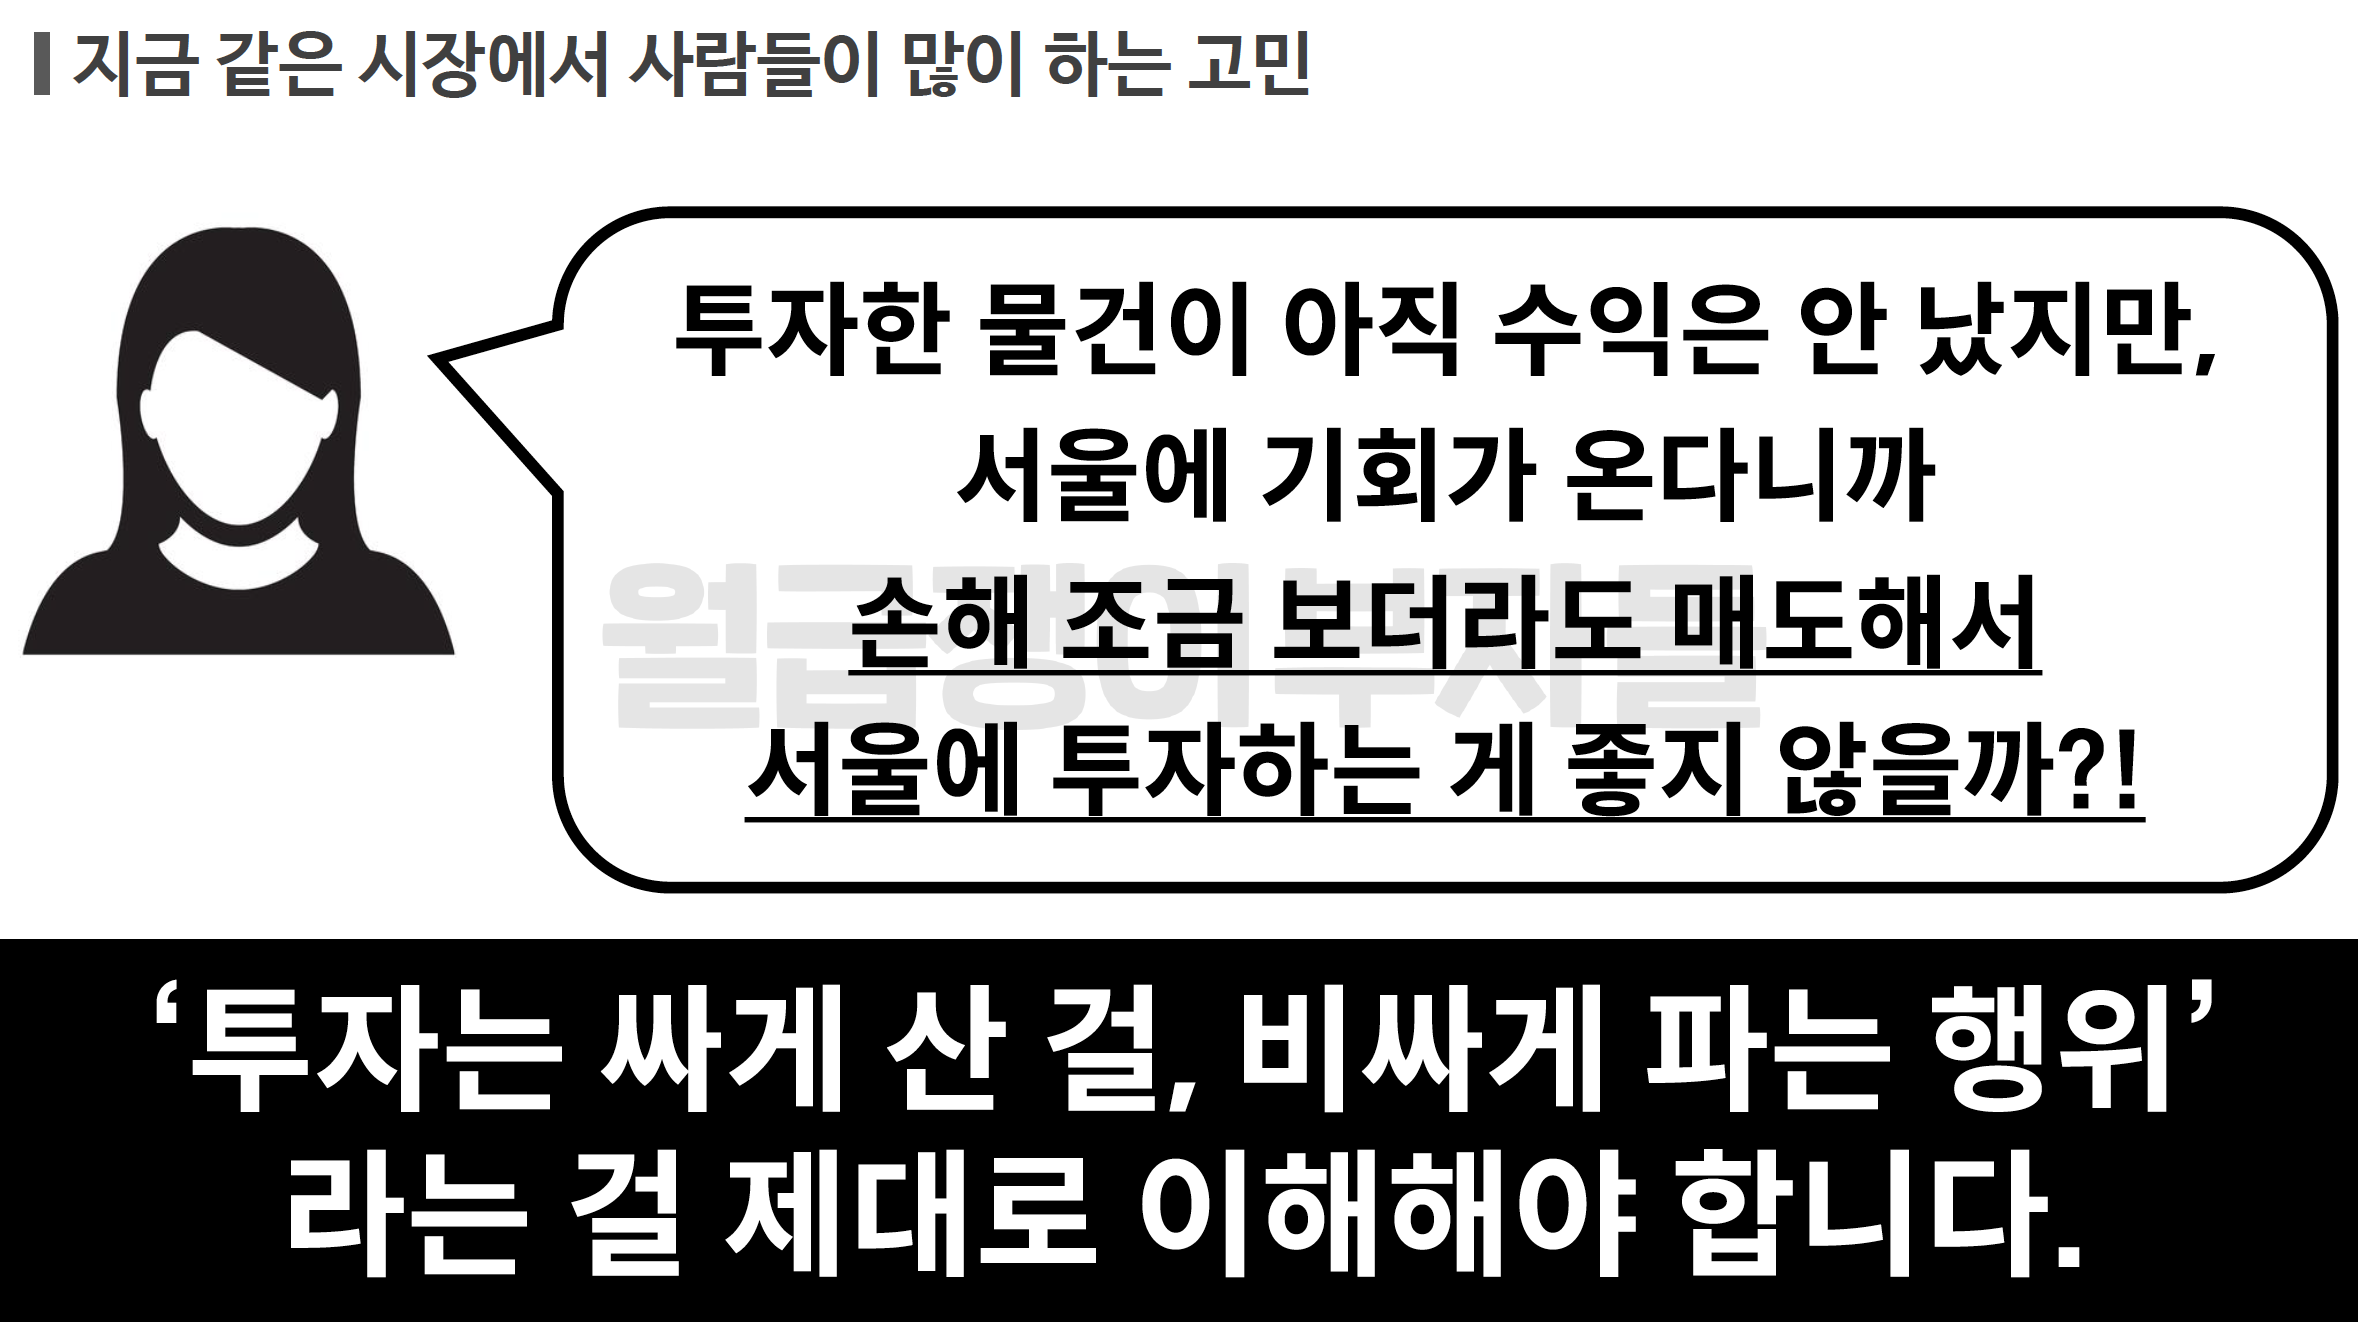 지금 같은 시장에서 사람들이 많이 하는 고민
투자한 물건이 아직 수익은 안 났지만,
서울에 기회가 온다니까
손해 조금 보더라도 매도해서
월급쟁이부자들
서울에 투자하는 게 좋지 않을까?!
‘투자는 싸게 산 걸, 비싸게 파는 행위’
라는 걸 제대로 이해해야 합니다.